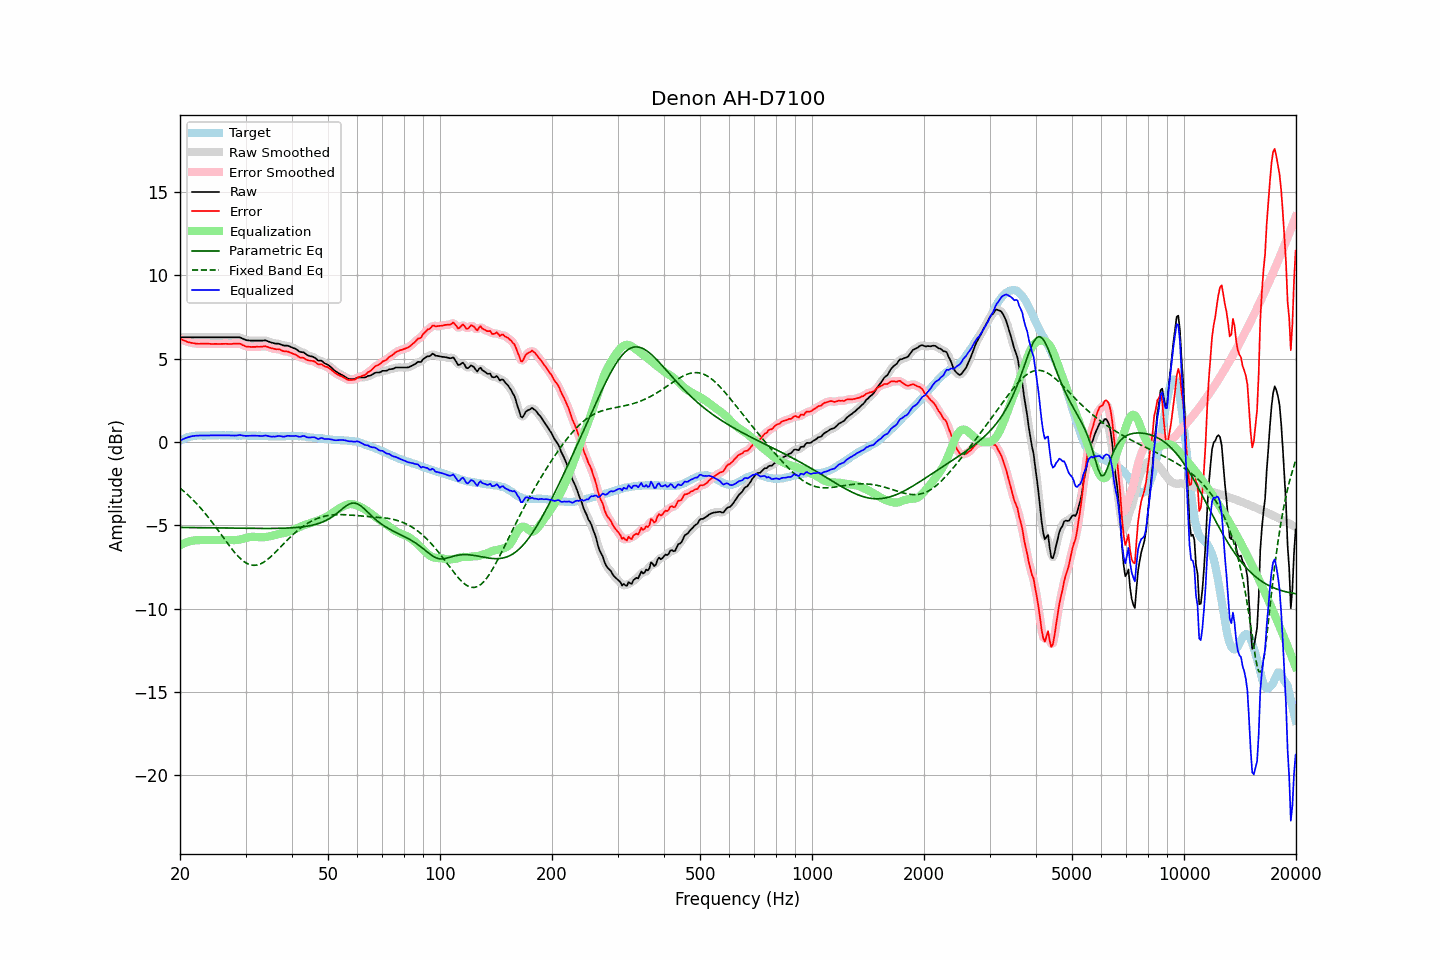 Denon AH-D7100
Target
Raw Smoothed
Error Smoothed
Raw
Error
Equalization
Parametric Eq
Fixed Band Eq
Equalized
Amplitude (dBr)
15
10
5
0
−5
−10
−15
−20
20 50 100 200 500 1000 2000 5000 10000 20000
Frequency (Hz)